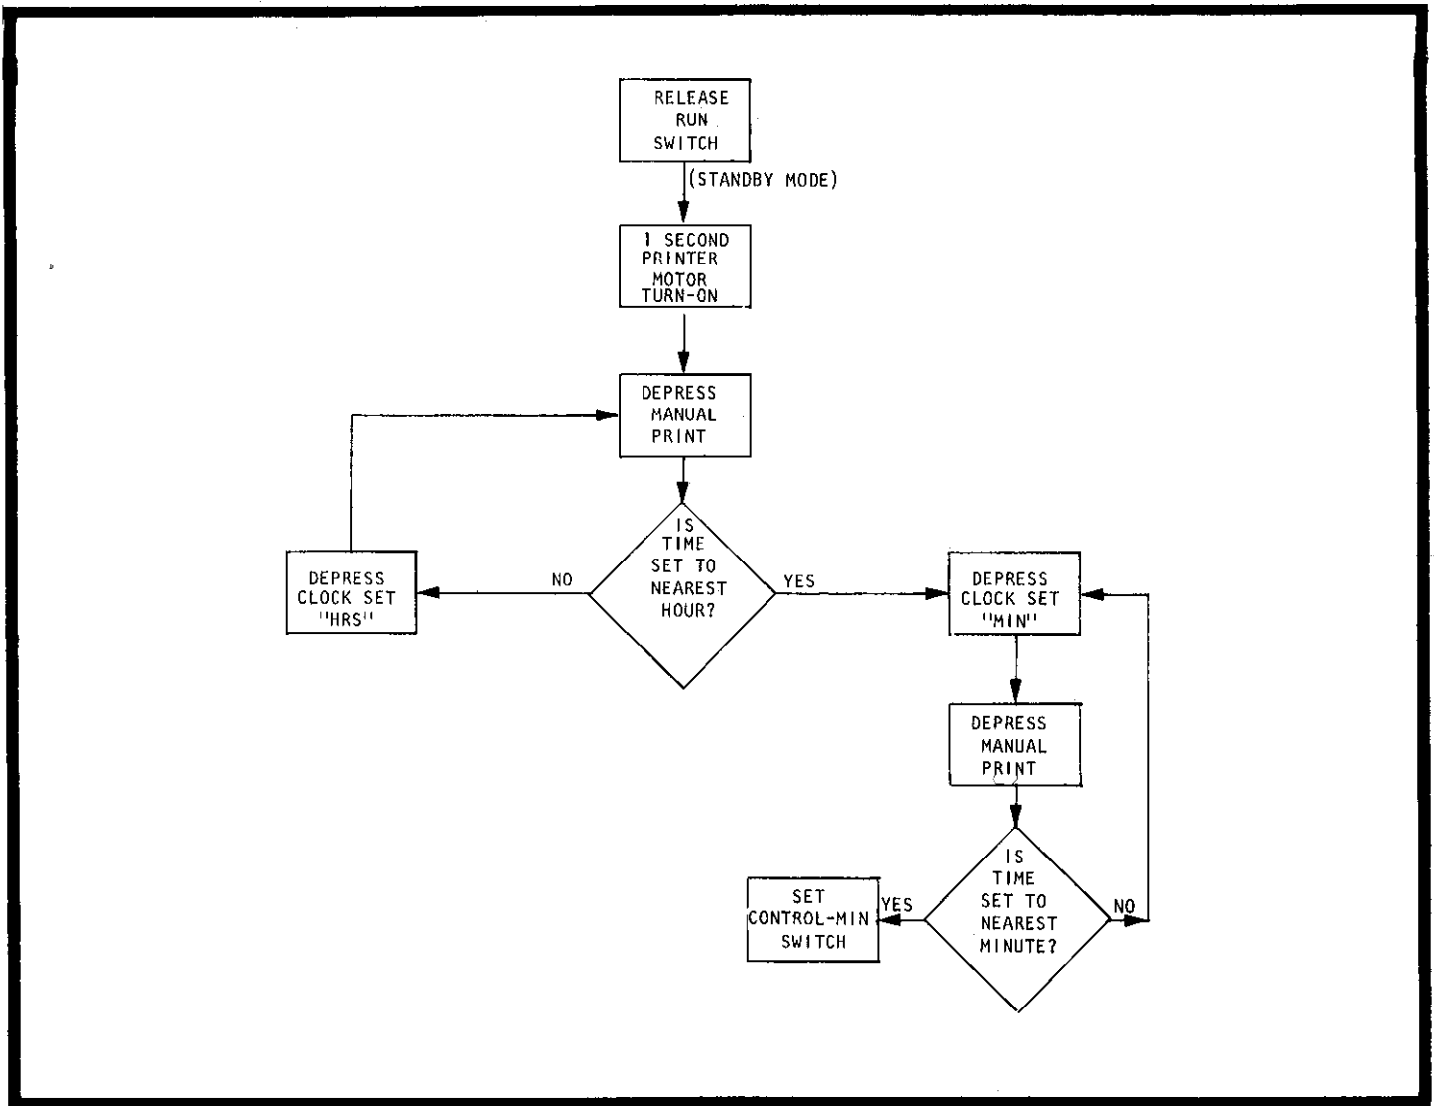 RELEASE
RUN
SWITCH
(STANDBY MODE)
1 SECOND
PRINTER
MOTOR
TURN-ON
DEPRESS
MANUAL
PRINT
IS
TIME
SET TO
NEAREST
HOUR?
NO
YES
DEPRESS
CLOCK SET
"HRS"
DEPRESS
CLOCK SET
"MIN"
DEPRESS
MANUAL
PRINT
IS
TIME
SET TO
NEAREST
MINUTE?
YES
NO
SET
CONTROL-MIN
SWITCH